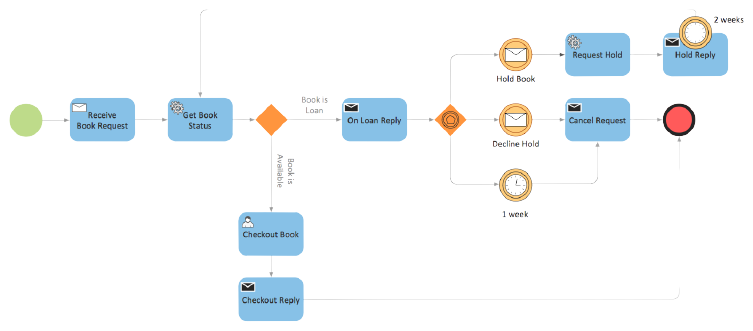 2 weeks
Request Hold
Hold Reply
Hold Book
Book is
Loan
Receive
Book Request
Get Book
Status
On Loan Reply
Cancel Request
Decline Hold
Book is
Available
1 week
Checkout Book
Checkout Reply